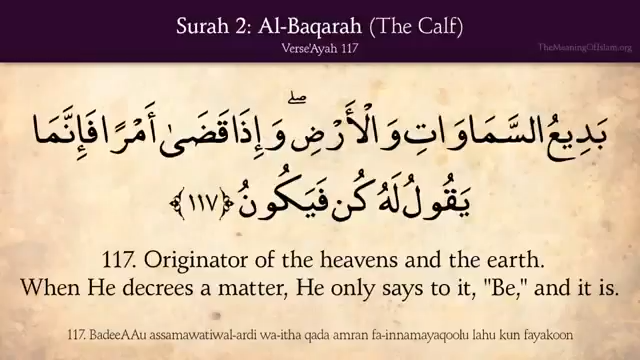 Surah 2: Al-Baqarah (The Calf)
Verse'Ayah 117
TheMeaningOfIslam.org
بَدِيعُ السَّمَاوَاتِ وَالْأَرْضِ ۖ وَإِذَا قَضَىٰ أَمْرًا فَإِنَّمَا
يَقُولُ لَهُ كُن فَيَكُونُ ﴿١١٧﴾
117. Originator of the heavens and the earth.
When He decrees a matter, He only says to it, "Be," and it is.
117. BadeeAAu assamawatiwal-ardi wa-itha qada amran fa-innamayaqoolu lahu kun fayakoon